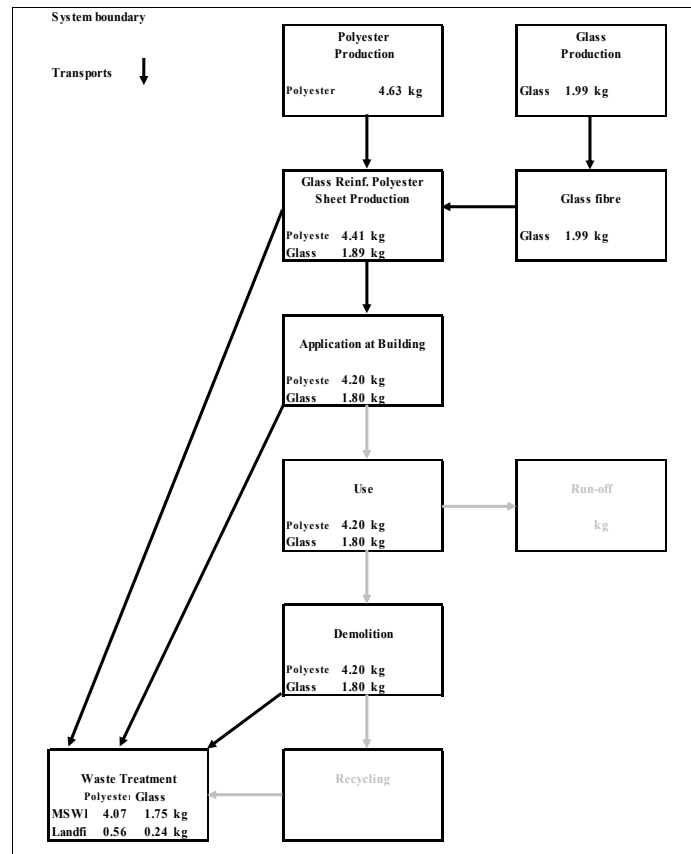 System boundary
Transports
Polyester
Production
Polyester 4.63 kg
Glass
Production
Glass 1.99 kg
Glass Reinf. Polyester
Sheet Production
Polyeste 4.41 kg
Glass 1.89 kg
Glass fibre
Glass 1.99 kg
Application at Building
Polyeste 4.20 kg
Glass 1.80 kg
Use
Polyeste 4.20 kg
Glass 1.80 kg
Run-off
kg
Demolition
Polyeste 4.20 kg
Glass 1.80 kg
Waste Treatment
Polyester Glass
MSWI 4.07 1.75 kg
Landfi 0.56 0.24 kg
Recycling